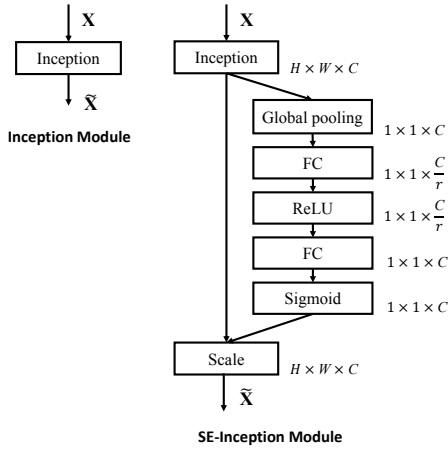 X
Inception
X̃
Inception Module
X
Inception
H × W × C
Global pooling
1 × 1 × C
FC
1 × 1 × C/r
ReLU
1 × 1 × C/r
FC
1 × 1 × C
Sigmoid
1 × 1 × C
Scale
H × W × C
X̃
SE-Inception Module